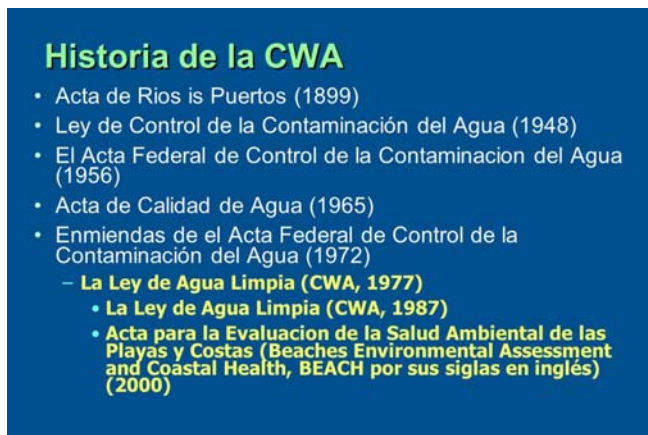 Historia de la CWA
• Acta de Rios is Puertos (1899)
• Ley de Control de la Contaminación del Agua (1948)
• El Acta Federal de Control de la Contaminacion del Agua
(1956)
• Acta de Calidad de Agua (1965)
• Enmiendas de el Acta Federal de Control de la
Contaminación del Agua (1972)
– La Ley de Agua Limpia (CWA, 1977)
• La Ley de Agua Limpia (CWA, 1987)
• Acta para la Evaluacion de la Salud Ambiental de las
Playas y Costas (Beaches Environmental Assessment
and Coastal Health, BEACH por sus siglas en inglés)
(2000)